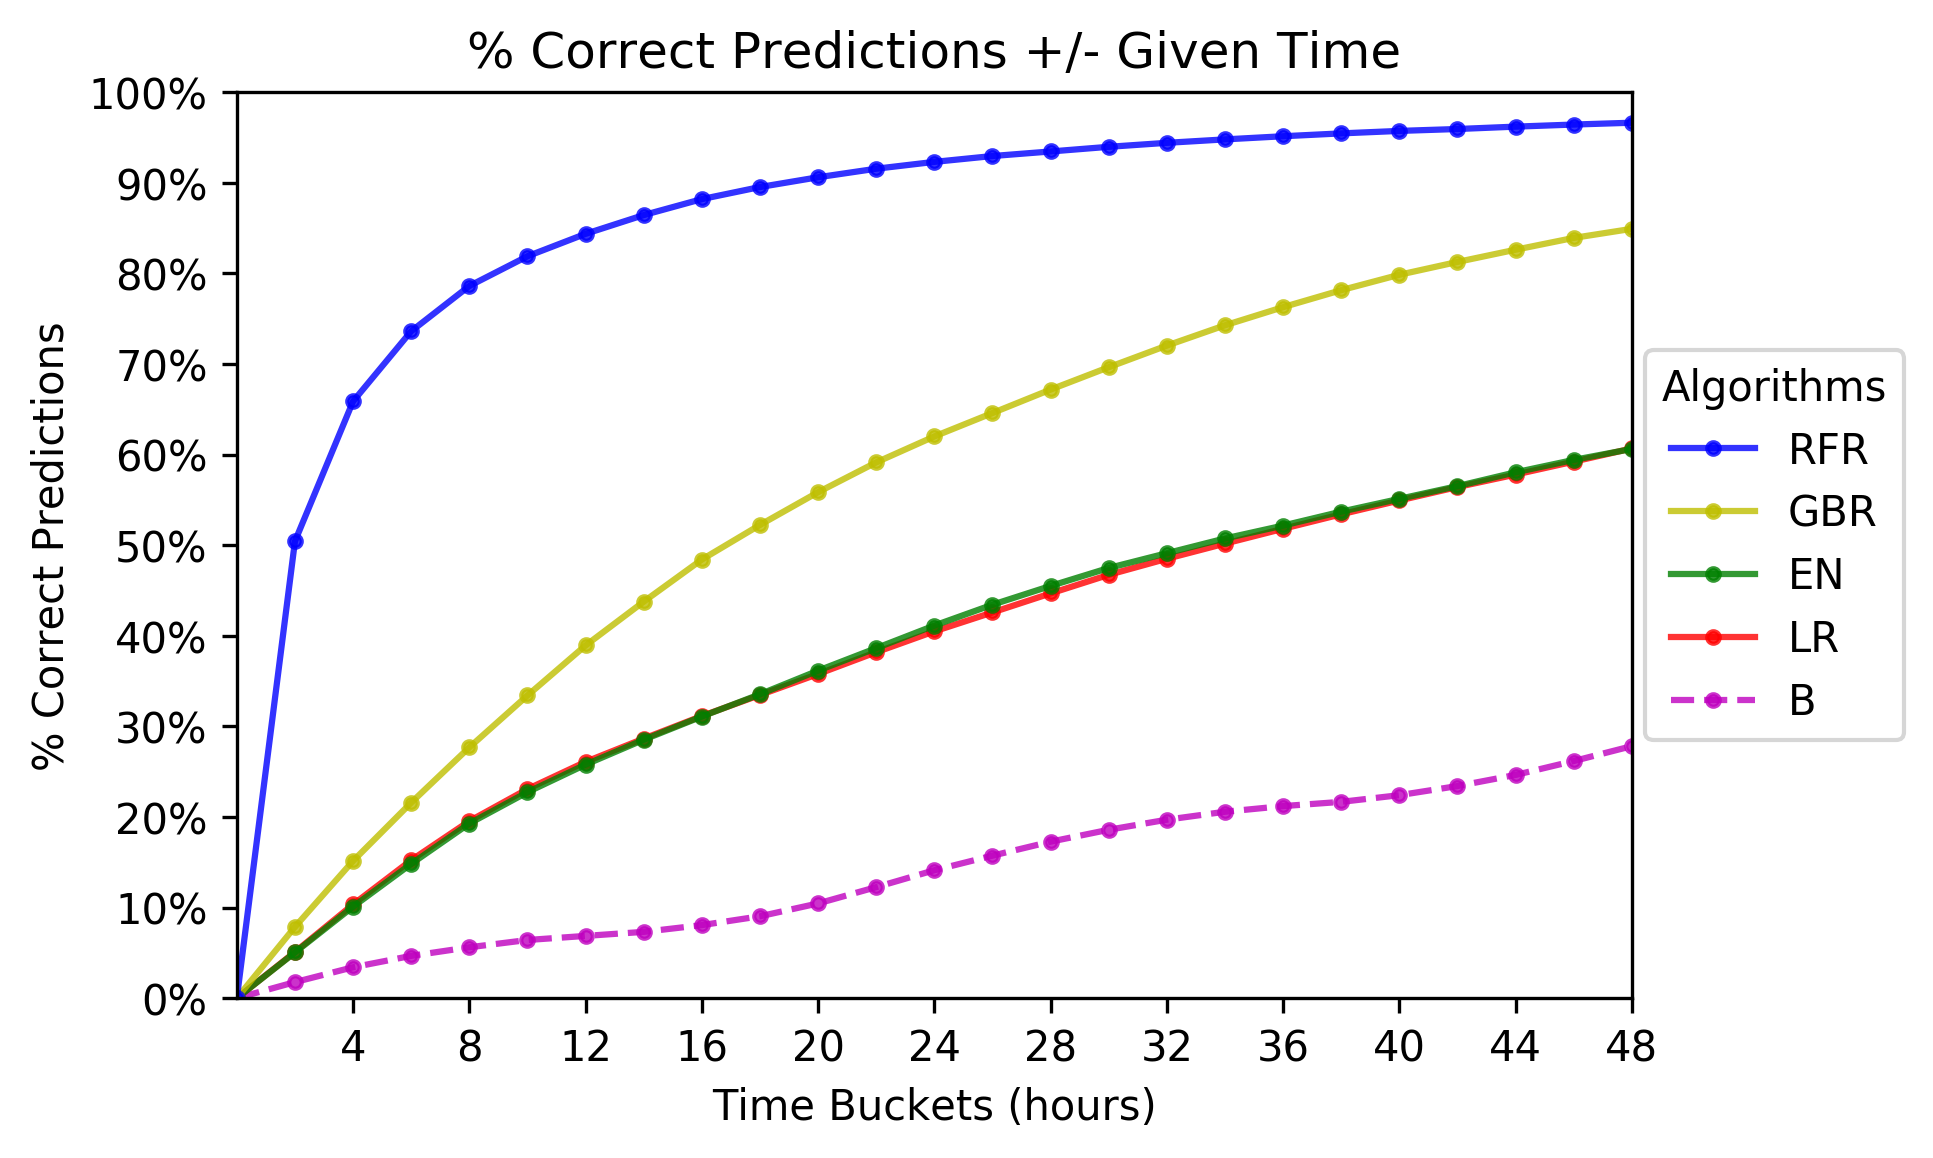 % Correct Predictions +/- Given Time
100%
90%
80%
70%
60%
50%
40%
30%
20%
10%
0%
% Correct Predictions
4 8 12 16 20 24 28 32 36 40 44 48
Time Buckets (hours)
Algorithms
RFR
GBR
EN
LR
B